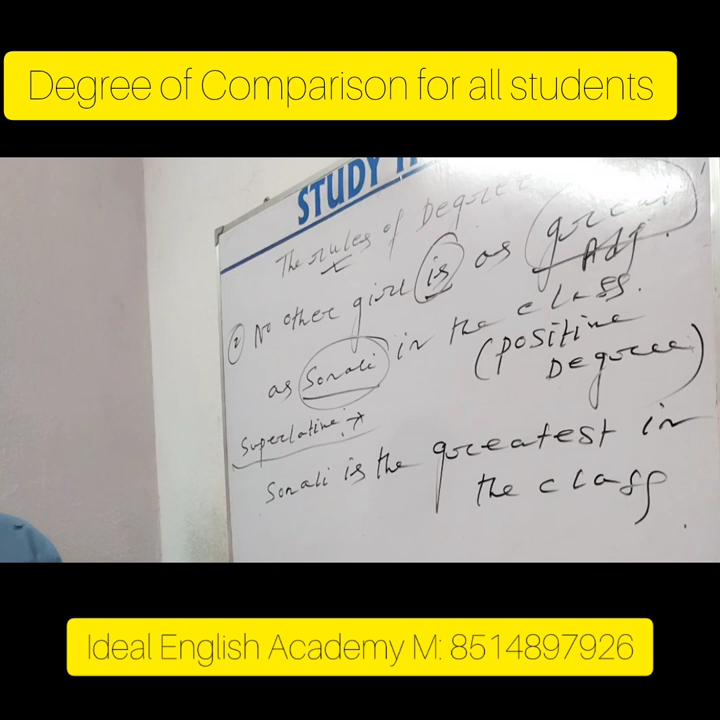 Degree of Comparison for all students
STUDY
The rules of Degree
② No other girl is as great
Adj.
as Sonali in the class.
(Positive
Degree)
Superlative:→
Sonali is the greatest in
the class
Ideal English Academy M: 8514897926